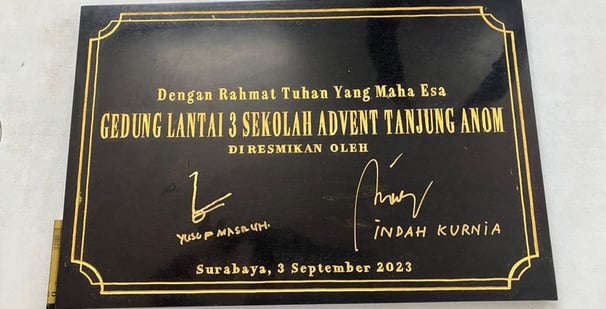 Dengan Rahmat Tuhan Yang Maha Esa
GEDUNG LANTAI 3 SEKOLAH ADVENT TANJUNG ANOM
DIRESMIKAN OLEH
YUSUF MASRUH.
INDAH KURNIA
Surabaya, 3 September 2023